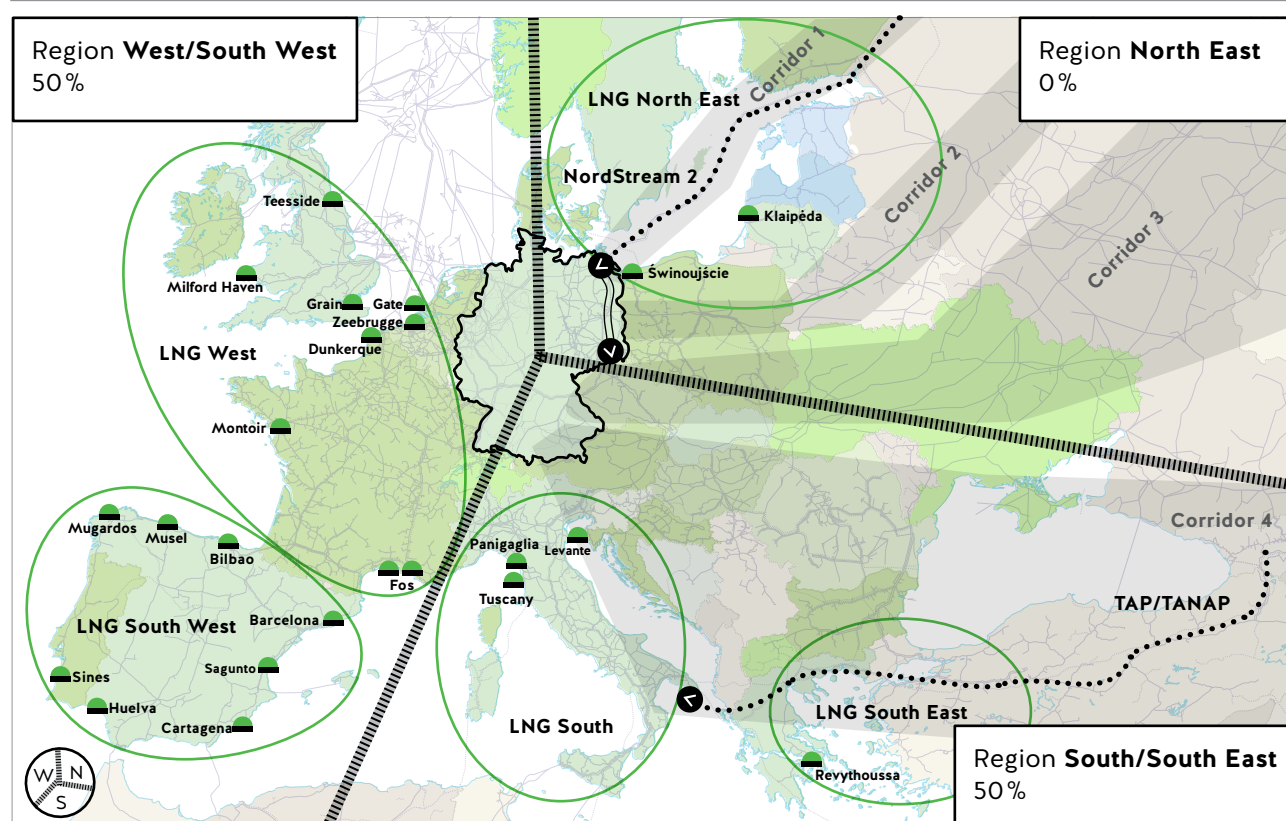 Region West/South West
50 %
Region North East
0 %
Corridor 1
LNG North East
Corridor 2
NordStream 2
Teesside
Klaipéda
Corridor 3
Świnoujście
Milford Haven
Grain
Gate
Zeebrugge
Dunkerque
LNG West
Montoir
Mugardos
Musel
Bilbao
Panigaglia
Levante
Corridor 4
Fos
Tuscany
TAP/TANAP
LNG South West
Barcelona
Sagunto
Sines
Huelva
LNG South East
Cartagena
LNG South
Region South/South East
50 %
Revythoussa
W N
S